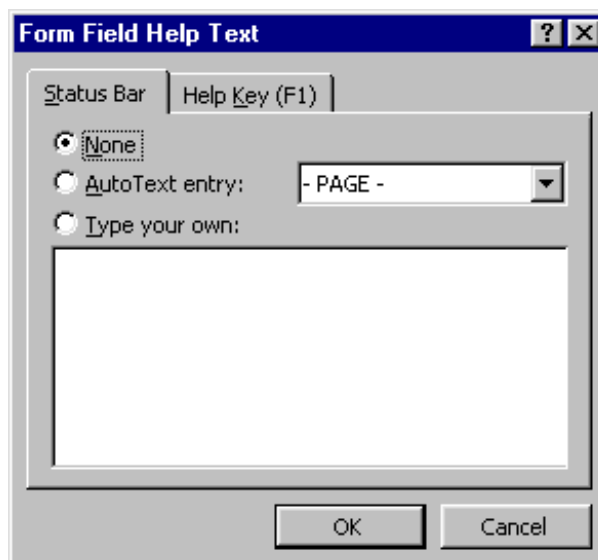 Form Field Help Text
Status Bar Help Key (F1)
None
AutoText entry: - PAGE -
Type your own:
OK Cancel